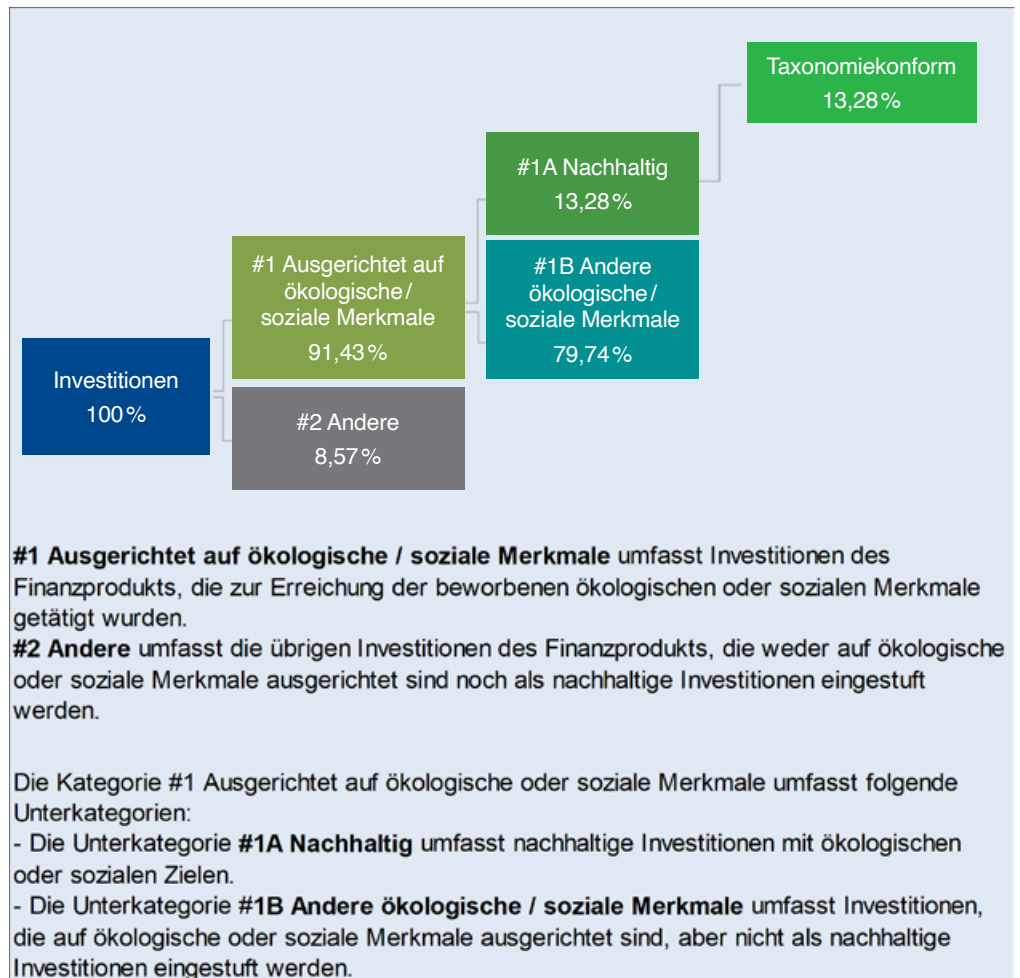 Taxonomiekonform
13,28 %
#1A Nachhaltig
13,28 %
#1 Ausgerichtet auf
ökologische /
soziale Merkmale
91,43 %
#1B Andere
ökologische /
soziale Merkmale
79,74 %
Investitionen
100 %
#2 Andere
8,57 %
#1 Ausgerichtet auf ökologische / soziale Merkmale umfasst Investitionen des
Finanzprodukts, die zur Erreichung der beworbenen ökologischen oder sozialen Merkmale
getätigt wurden.
#2 Andere umfasst die übrigen Investitionen des Finanzprodukts, die weder auf ökologische
oder soziale Merkmale ausgerichtet sind noch als nachhaltige Investitionen eingestuft
werden.
Die Kategorie #1 Ausgerichtet auf ökologische oder soziale Merkmale umfasst folgende
Unterkategorien:
- Die Unterkategorie #1A Nachhaltig umfasst nachhaltige Investitionen mit ökologischen
oder sozialen Zielen.
- Die Unterkategorie #1B Andere ökologische / soziale Merkmale umfasst Investitionen,
die auf ökologische oder soziale Merkmale ausgerichtet sind, aber nicht als nachhaltige
Investitionen eingestuft werden.